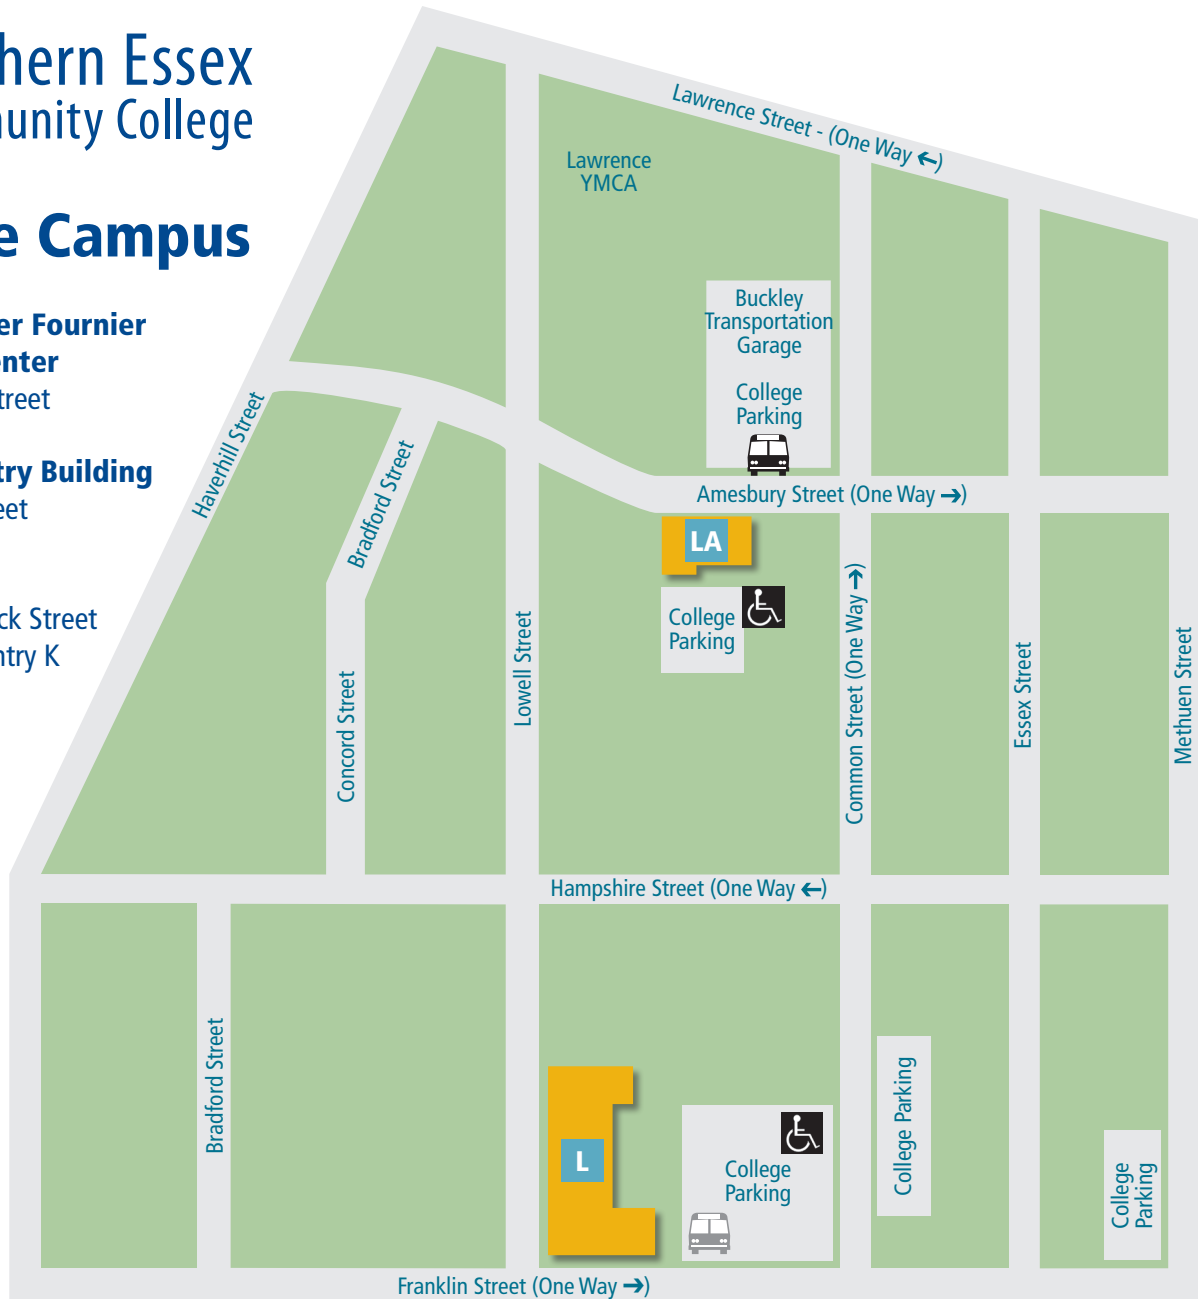 hern Essex
unity College
e Campus
er Fournier
enter
treet
try Building
eet
ck Street
ntry K
Lawrence Street - (One Way ←)
Lawrence
YMCA
Buckley
Transportation
Garage
College
Parking
Haverhill Street
Bradford Street
Amesbury Street (One Way →)
LA
College
Parking
Concord Street
Lowell Street
Common Street (One Way →)
Essex Street
Methuen Street
Hampshire Street (One Way ←)
Bradford Street
L
College
Parking
College Parking
College
Parking
Franklin Street (One Way →)